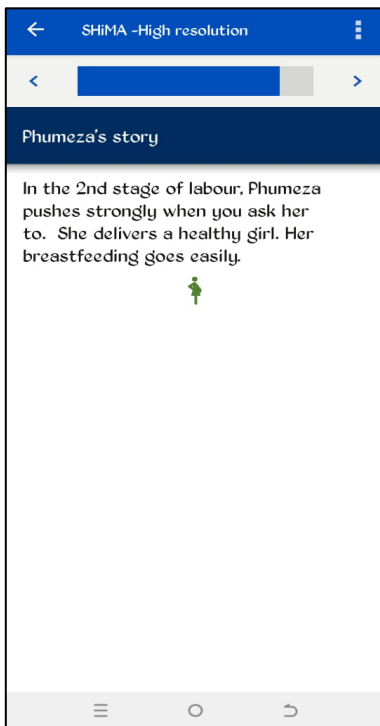 SHiMA -High resolution
Phumeza's story
In the 2nd stage of labour, Phumeza
pushes strongly when you ask her
to.  She delivers a healthy girl. Her
breastfeeding goes easily.